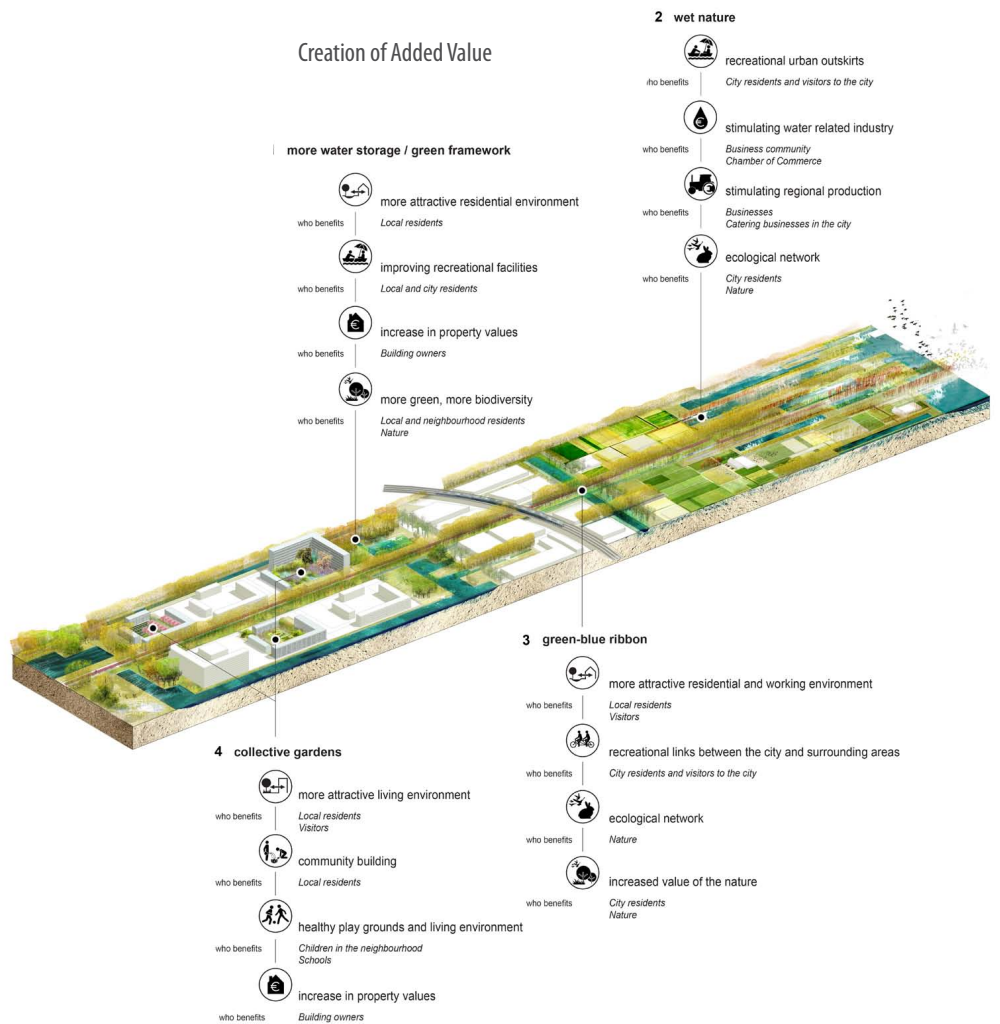 Creation of Added Value
more water storage / green framework
more attractive residential environment
who benefits Local residents
improving recreational facilities
who benefits Local and city residents
increase in property values
who benefits Building owners
more green, more biodiversity
who benefits Local and neighbourhood residents
Nature
2 wet nature
recreational urban outskirts
who benefits City residents and visitors to the city
stimulating water related industry
who benefits Business community
Chamber of Commerce
stimulating regional production
who benefits Businesses
Catering businesses in the city
ecological network
who benefits City residents
Nature
3 green-blue ribbon
more attractive residential and working environment
who benefits Local residents
Visitors
recreational links between the city and surrounding areas
who benefits City residents and visitors to the city
ecological network
who benefits Nature
increased value of the nature
who benefits City residents
Nature
4 collective gardens
more attractive living environment
who benefits Local residents
Visitors
community building
who benefits Local residents
healthy play grounds and living environment
who benefits Children in the neighbourhood
Schools
increase in property values
who benefits Building owners